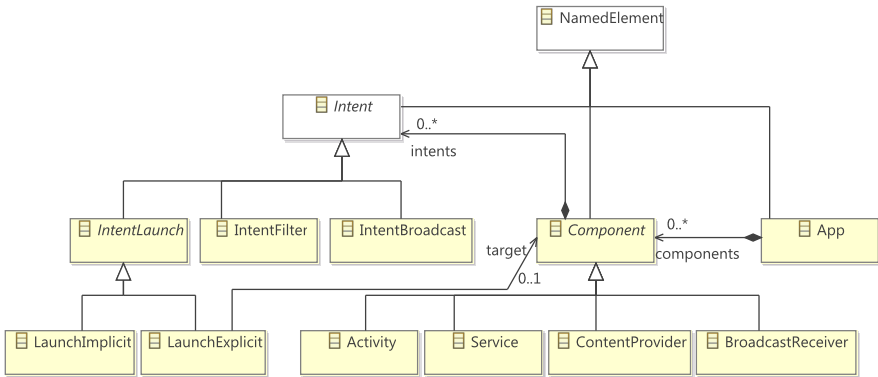 NamedElement
Intent
0..*
intents
IntentLaunch
IntentFilter
IntentBroadcast
Component
0..*
App
target
components
0..1
LaunchImplicit
LaunchExplicit
Activity
Service
ContentProvider
BroadcastReceiver